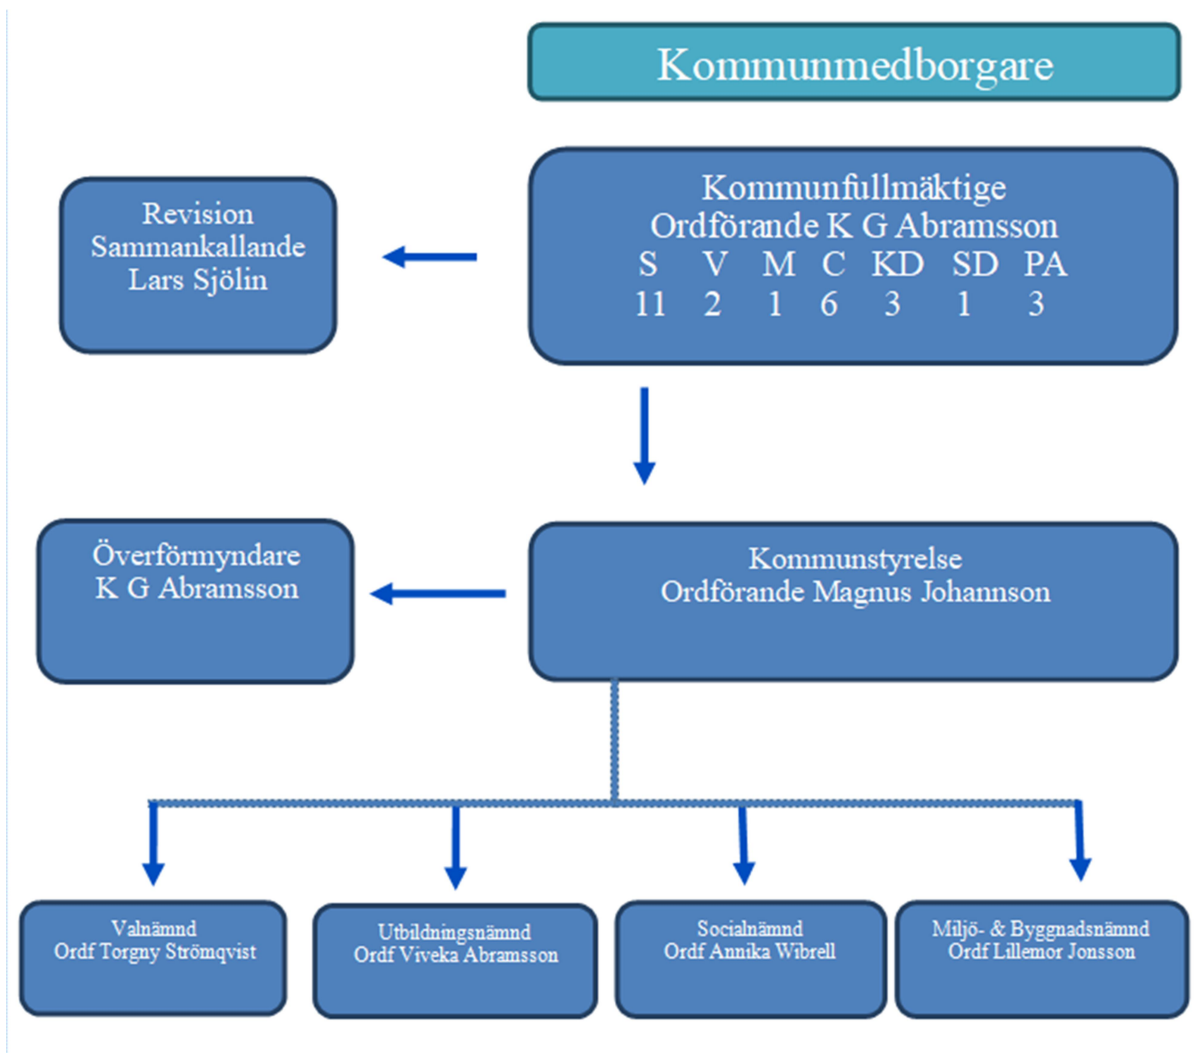 Kommunmedborgare
Kommunfullmäktige
Ordförande K G Abramsson
S V M C KD SD PA
11 2 1 6 3 1 3
Revision
Sammankallande
Lars Sjölin
Överförmyndare
K G Abramsson
Kommunstyrelse
Ordförande Magnus Johannson
Valnämnd
Ordf Torgny Strömqvist
Utbildningsnämnd
Ordf Viveka Abramsson
Socialnämnd
Ordf Annika Wibrell
Miljö- & Byggnadsnämnd
Ordf Lillemor Jonsson